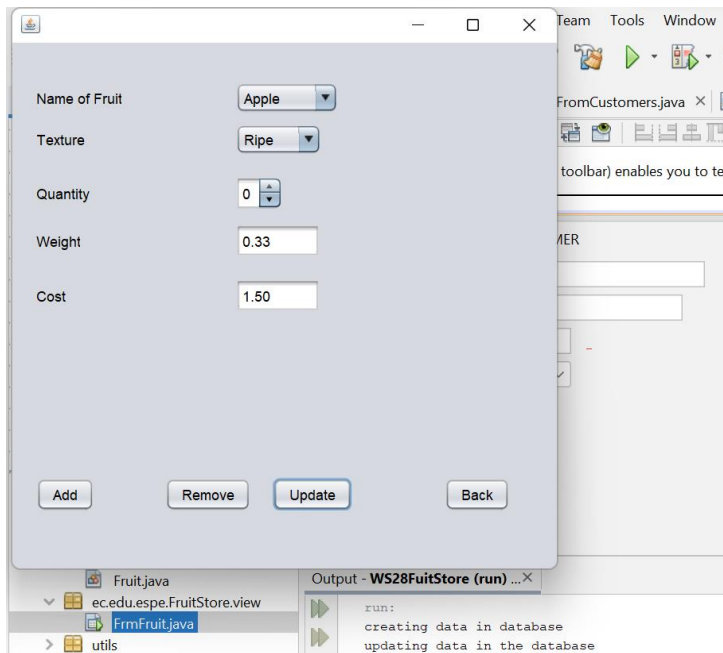 Team Tools Window
Name of Fruit Apple
FromCustomers.java
Texture Ripe
toolbar) enables you to te
Quantity 0
Weight 0.33
MER
Cost 1.50
Add Remove Update Back
Fruit.java
Output - WS28FuitStore (run) ...
ec.edu.espe.FruitStore.view
run:
FrmFruit.java
creating data in database
utils
updating data in the database